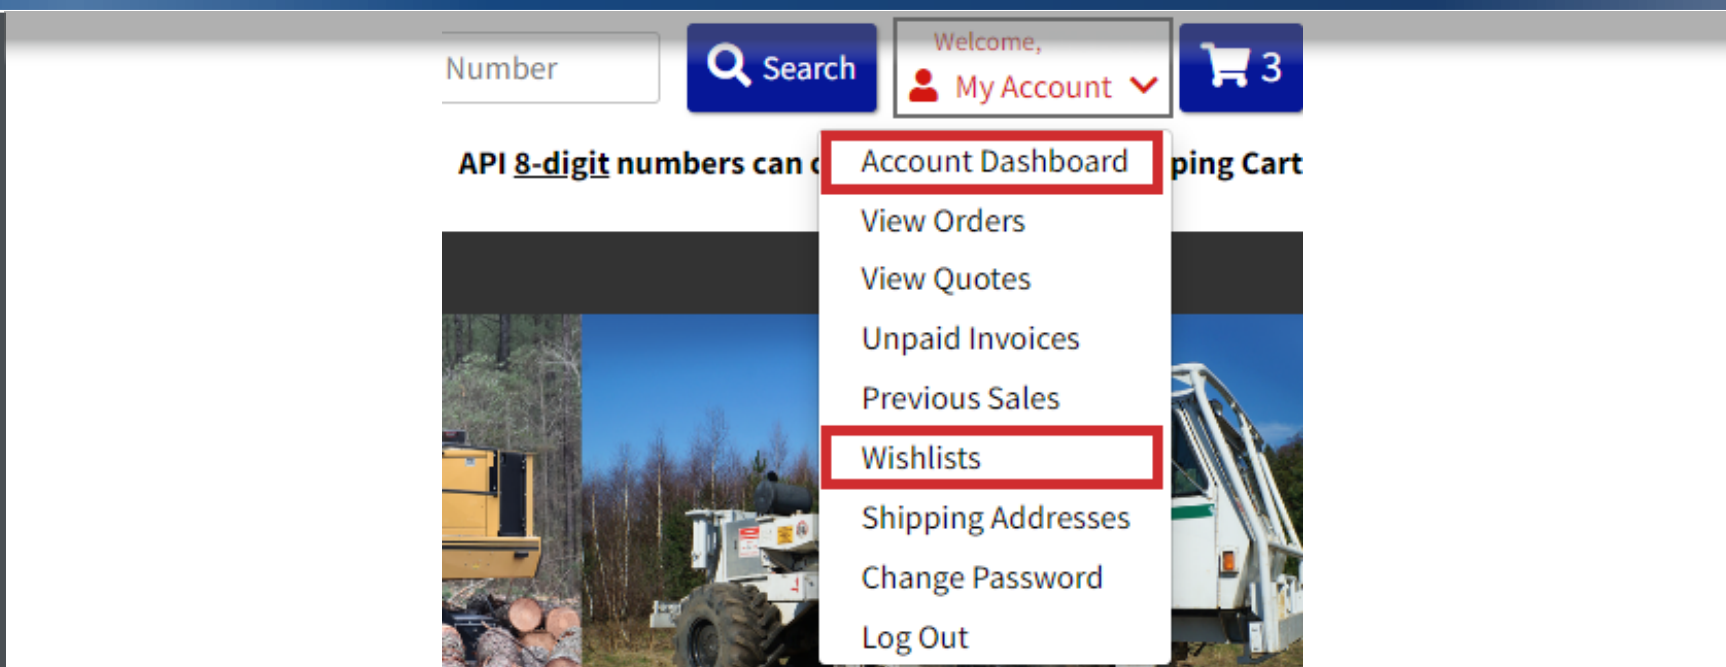 Number
Search
Welcome,
My Account
3
API 8-digit numbers can
ping Cart
Account Dashboard
View Orders
View Quotes
Unpaid Invoices
Previous Sales
Wishlists
Shipping Addresses
Change Password
Log Out